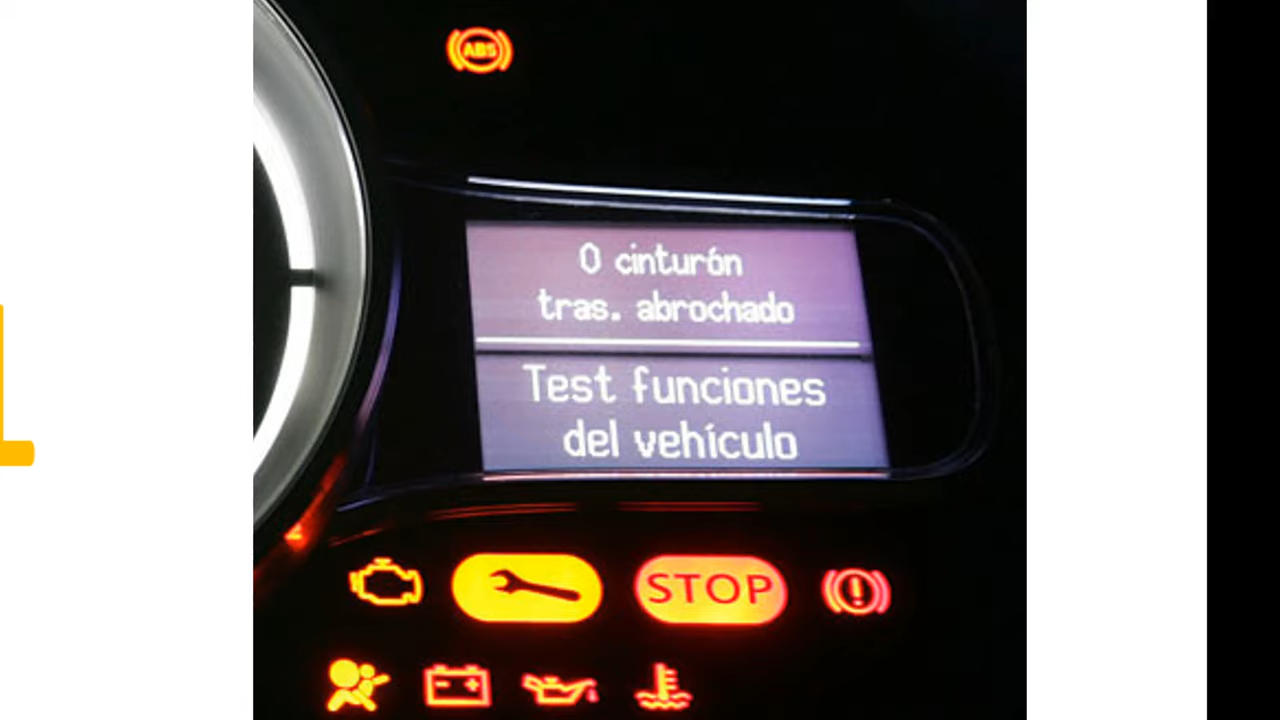 ABS
0 cinturón
tras. abrochado
Test funciones
del vehículo
STOP